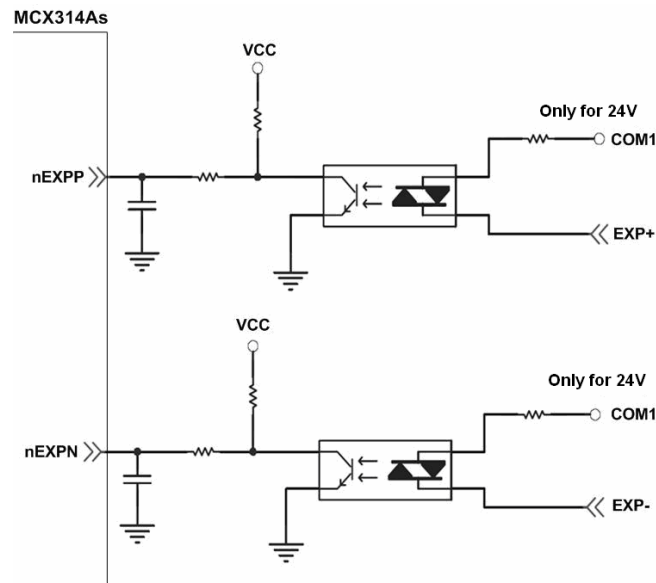 MCX314As
VCC
Only for 24V
COM1
nEXPP
EXP+
VCC
Only for 24V
COM1
nEXPN
EXP-